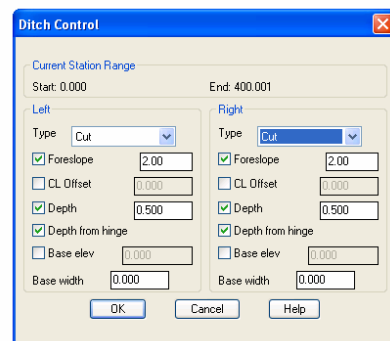 Ditch Control
Current Station Range
Start: 0.000 End: 400.001
Left Right
Type Cut Type Cut
Foreslope 2.00 Foreslope 2.00
CL Offset 0.000 CL Offset 0.000
Depth 0.500 Depth 0.500
Depth from hinge Depth from hinge
Base elev 0.000 Base elev 0.000
Base width 0.000 Base width 0.000
OK Cancel Help